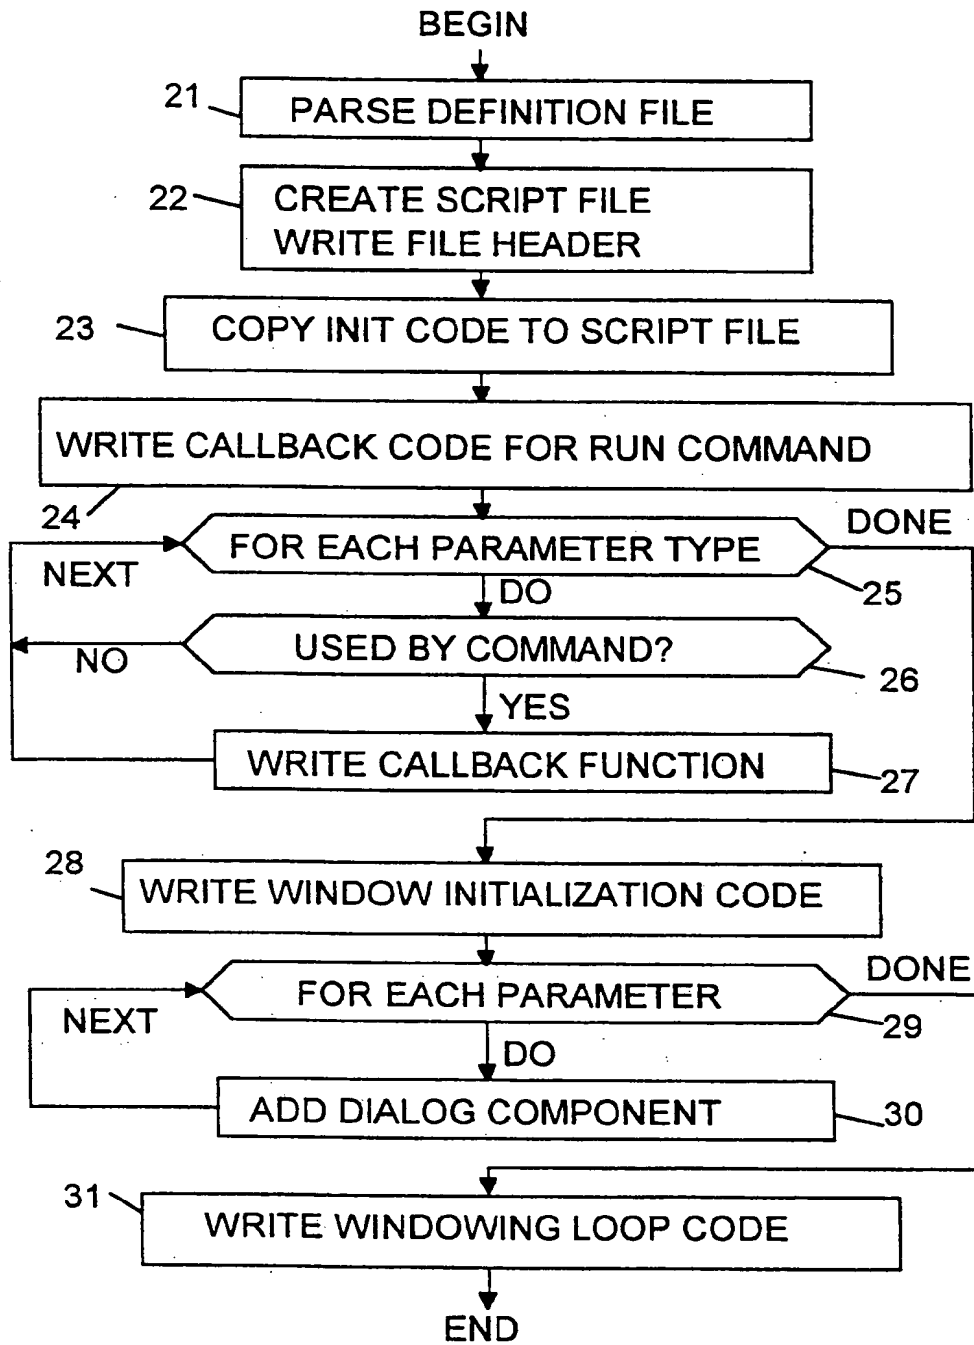 BEGIN
21
PARSE DEFINITION FILE
22
CREATE SCRIPT FILE
WRITE FILE HEADER
23
COPY INIT CODE TO SCRIPT FILE
WRITE CALLBACK CODE FOR RUN COMMAND
24
DONE
FOR EACH PARAMETER TYPE
NEXT
25
DO
USED BY COMMAND?
NO
26
YES
WRITE CALLBACK FUNCTION
27
28
WRITE WINDOW INITIALIZATION CODE
DONE
FOR EACH PARAMETER
NEXT
29
DO
ADD DIALOG COMPONENT
30
31
WRITE WINDOWING LOOP CODE
END